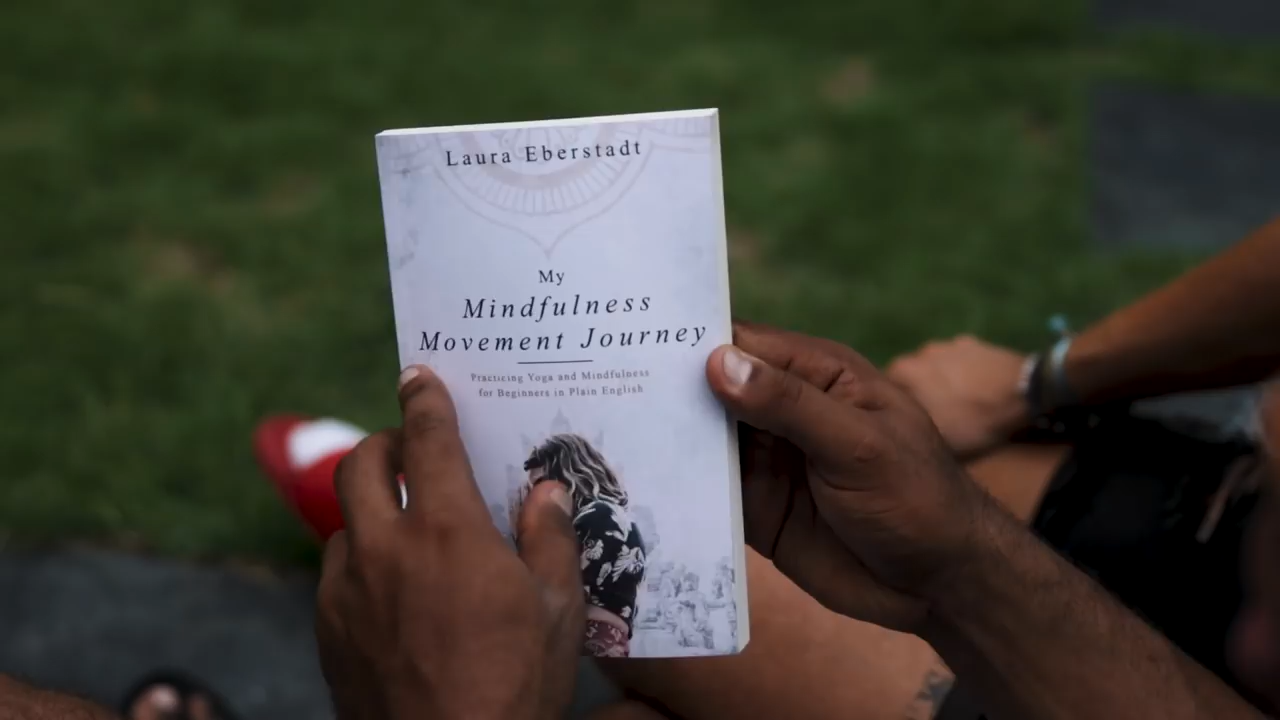 Laura Eberstadt
My
Mindfulness
Movement Journey
Practicing Yoga and Mindfulness
for Beginners in Plain English